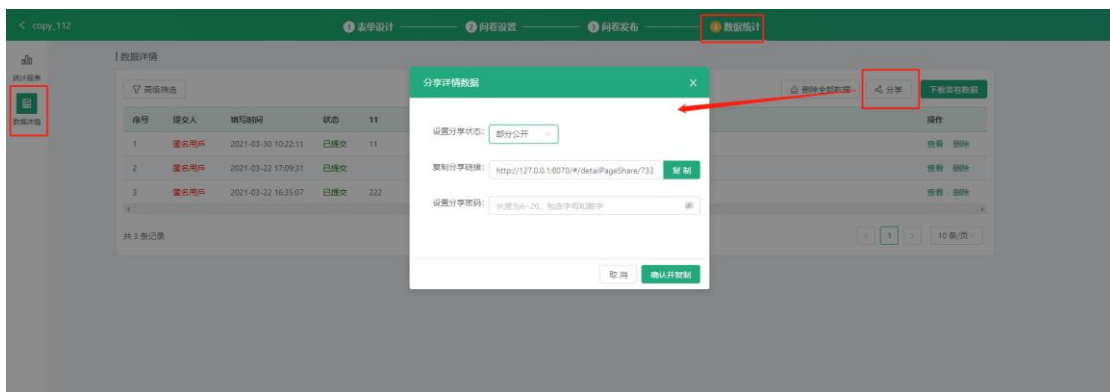 copy_112
1 表单设计
2 问卷设置
3 问卷发布
4 数据统计
统计报表
数据详情
数据详情
高级筛选
删除全部数据
分享
下载问卷数据
序号 提交人 填写时间 状态 11 操作
1 匿名用户 2021-03-30 10:22:11 已提交 11 查看 删除
2 匿名用户 2021-03-22 17:09:31 已提交 查看 删除
3 匿名用户 2021-03-22 16:35:07 已提交 222 查看 删除
共 3 条记录
1
10 条/页
分享详情数据
设置分享状态: 部分公开
复制分享链接: http://127.0.0.1:8070/#/detailPageShare/733 复制
设置分享密码: 长度为6~20，包含字母和数字
取消 确认并复制